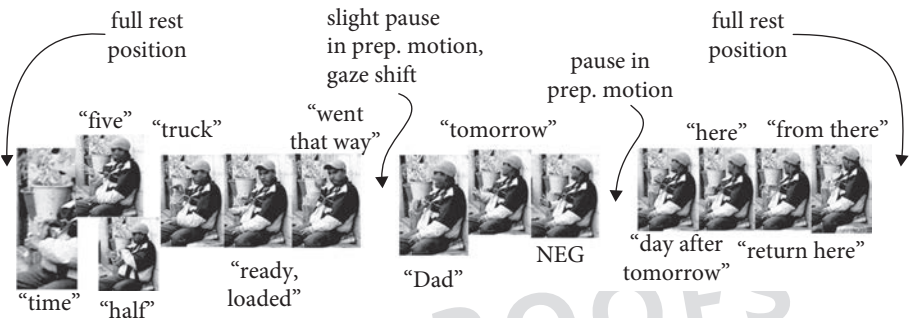 full rest
position
slight pause
in prep. motion,
gaze shift
full rest
position
pause in
prep. motion
“five”
“truck”
“went
that way”
“tomorrow”
“here”
“from there”
“time”
“half”
“ready,
loaded”
“Dad”
NEG
“day after
tomorrow”
“return here”
PROOFS